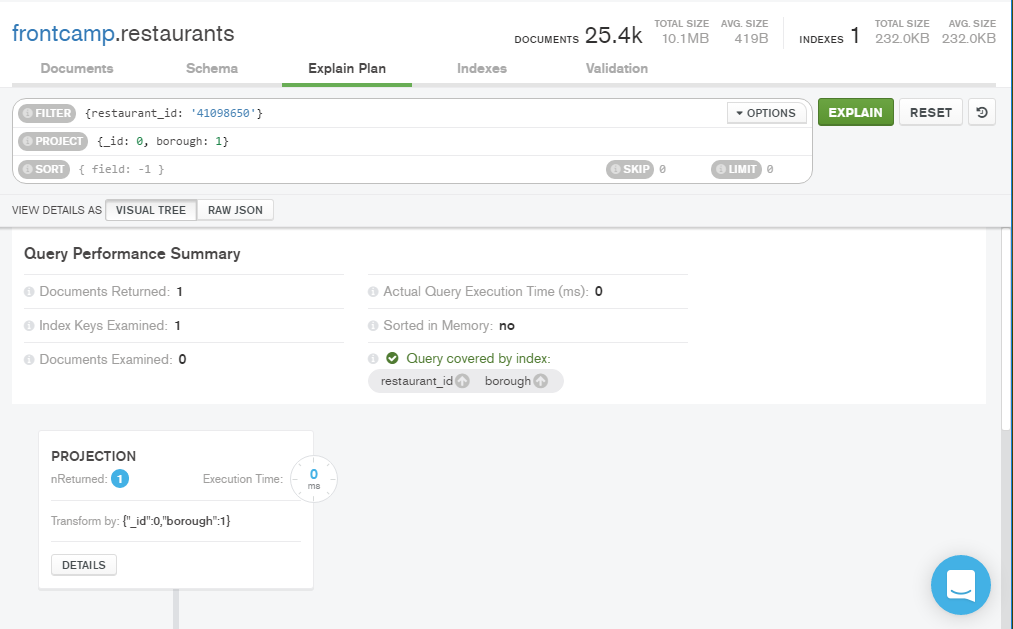 frontcamp.restaurants
DOCUMENTS 25.4k TOTAL SIZE 10.1MB AVG. SIZE 419B INDEXES 1 TOTAL SIZE 232.0KB AVG. SIZE 232.0KB
Documents Schema Explain Plan Indexes Validation
FILTER {restaurant_id: '41098650'} OPTIONS EXPLAIN RESET
PROJECT {_id: 0, borough: 1}
SORT { field: -1 } SKIP 0 LIMIT 0
VIEW DETAILS AS VISUAL TREE RAW JSON
Query Performance Summary
Documents Returned: 1 Actual Query Execution Time (ms): 0
Index Keys Examined: 1 Sorted in Memory: no
Documents Examined: 0 Query covered by index:
restaurant_id borough
PROJECTION
nReturned: 1 Execution Time: 0 ms
Transform by: {"_id":0,"borough":1}
DETAILS